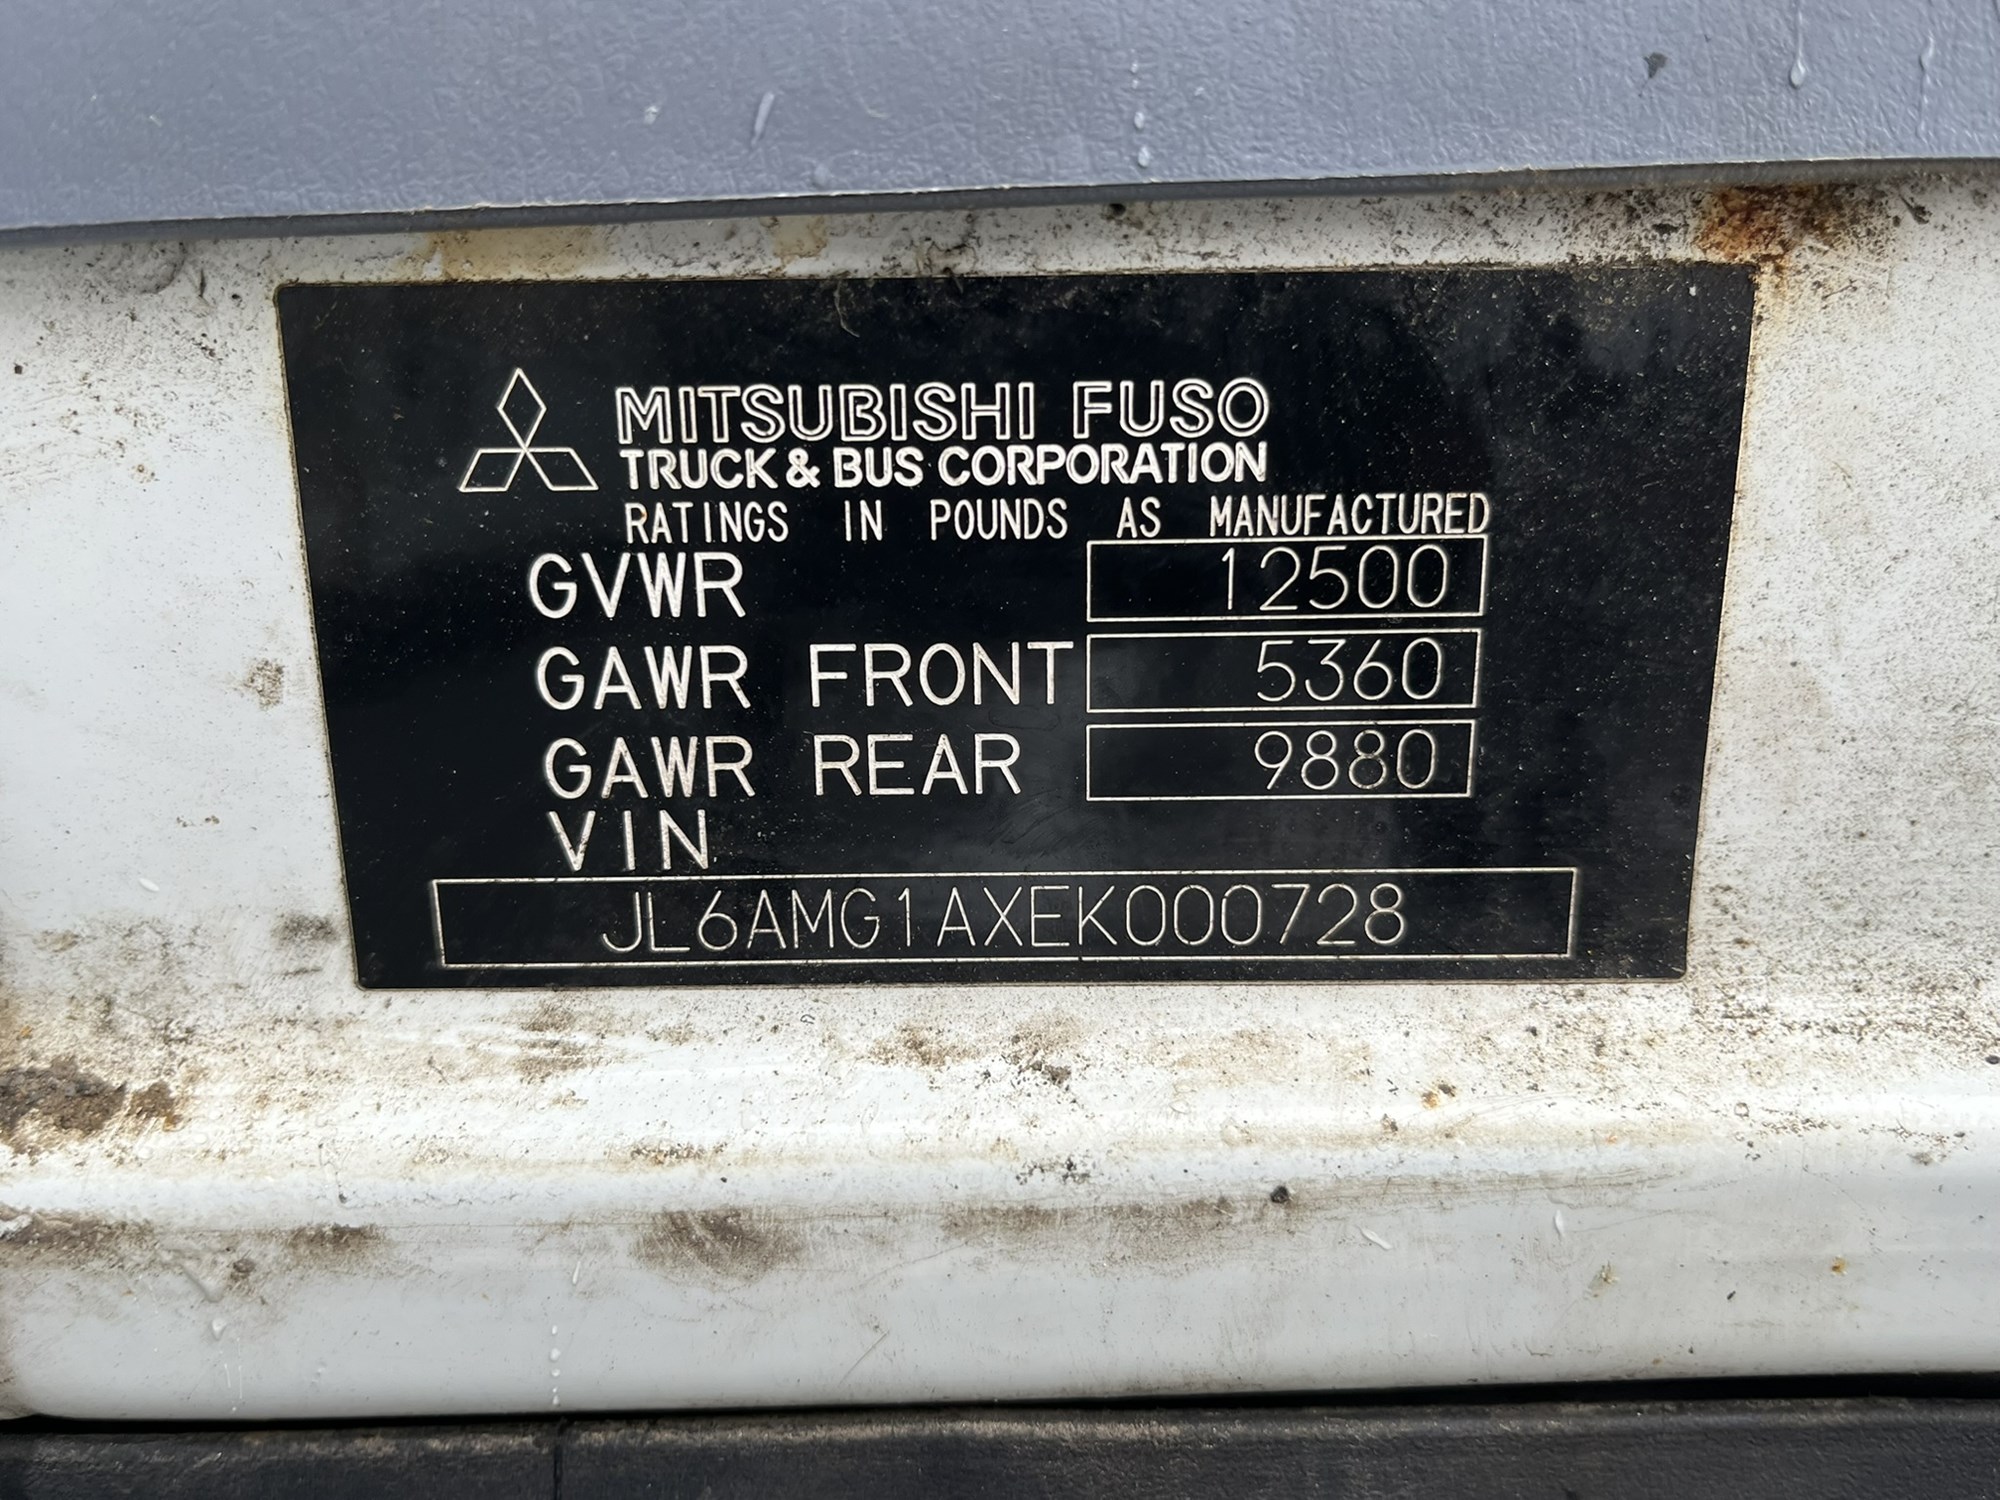 MITSUBISHI FUSO
TRUCK & BUS CORPORATION
RATINGS IN POUNDS AS MANUFACTURED
GVWR 12500
GAWR FRONT 5360
GAWR REAR 9880
VIN
JL6AMG1AXEK000728